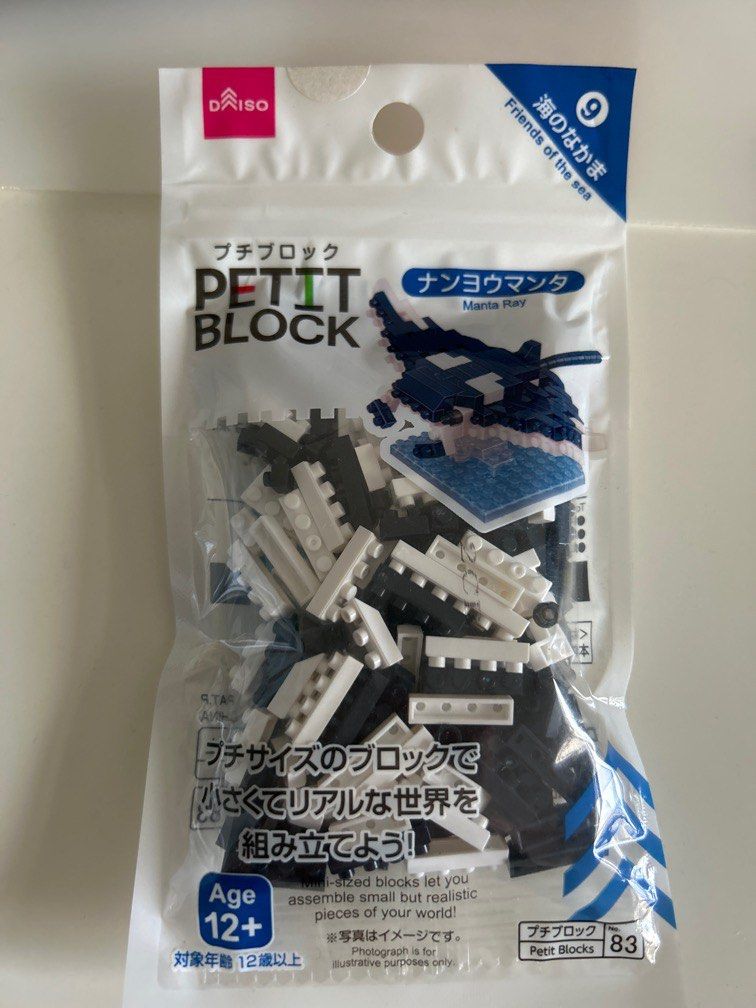 DAISO
⑨
海のなかま
Friends of the sea
プチブロック
PETIT
BLOCK
ナンヨウマンタ
Manta Ray
プチサイズのブロックで
小さくてリアルな世界を
組み立てよう!
Mini-sized blocks let you
assemble small but realistic
pieces of your world!
Age
12+
対象年齢 12歳以上
※写真はイメージです。
Photograph is for
illustrative purposes only.
プチブロック
Petit Blocks
No.
83